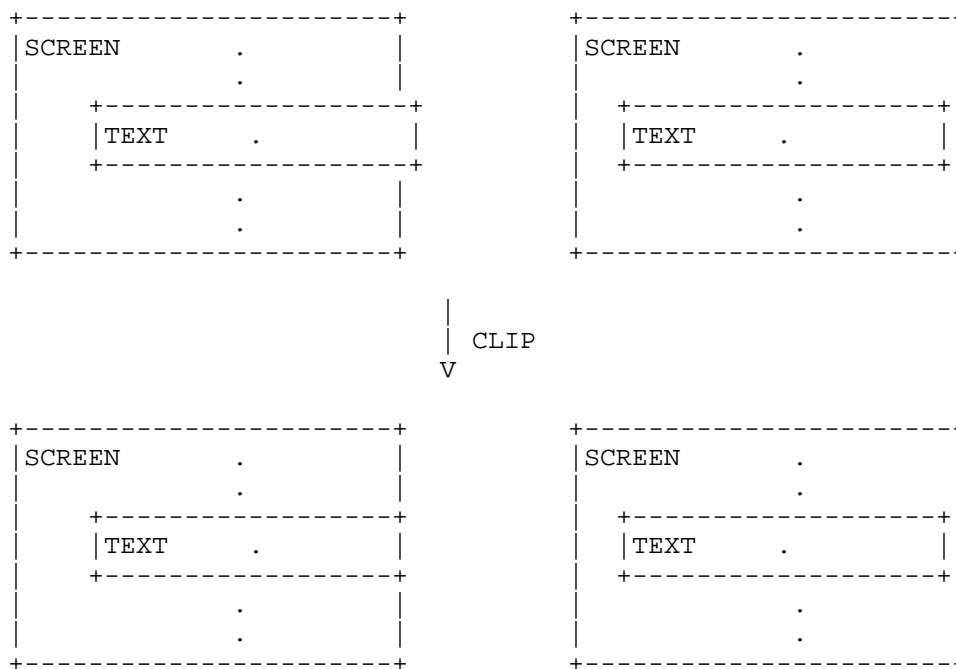 +-----------------------+ +-----------------------
|SCREEN . | |SCREEN .
| . | | .
| +-------------------+ | +-------------------+
| |TEXT . | | |TEXT . |
| +-------------------+ | +-------------------+
| . | | .
| . | | .
+-----------------------+ +-----------------------
|
| CLIP
V
+-----------------------+ +-----------------------
|SCREEN . | |SCREEN .
| . | | .
| +------------------+ | +-------------------+
| |TEXT . | | |TEXT . |
| +------------------+ | +-------------------+
| . | | .
| . | | .
+-----------------------+ +-----------------------